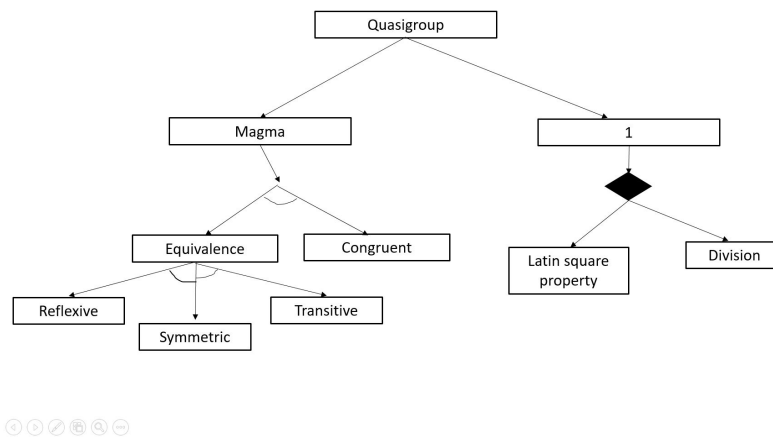 Quasigroup
Magma
1
Equivalence
Congruent
Latin square
property
Division
Reflexive
Symmetric
Transitive